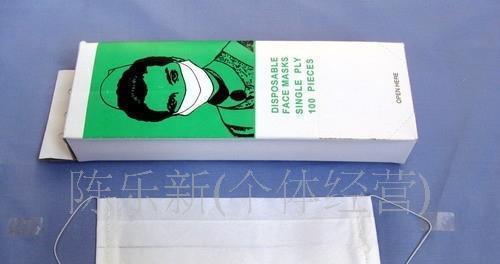 DISPOSABLE
FACE MASKS
SINGLE PLY
100 PIECES
OPEN HERE
陈乐新(个体经营)